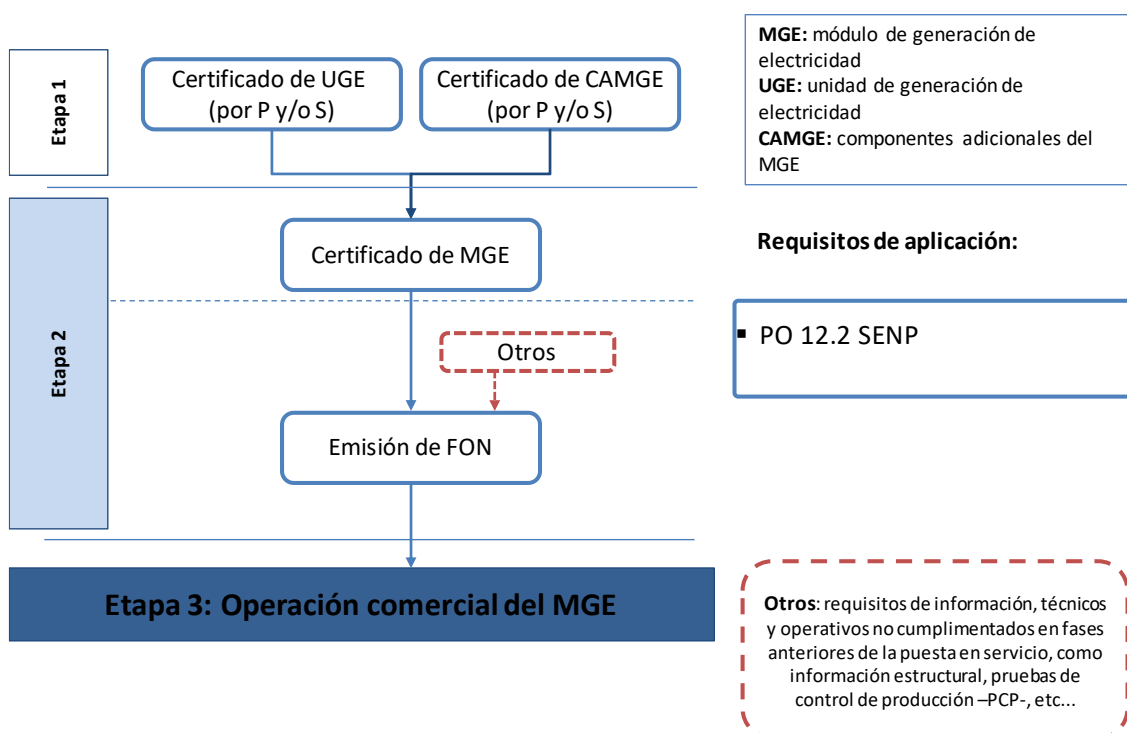 Etapa 1
Certificado de UGE
(por P y/o S)
Certificado de CAMGE
(por P y/o S)
MGE: módulo de generación de
electricidad
UGE: unidad de generación de
electricidad
CAMGE: componentes adicionales del
MGE
Etapa 2
Certificado de MGE
Requisitos de aplicación:
▪ PO 12.2 SENP
Otros
Emisión de FON
Etapa 3: Operación comercial del MGE
Otros: requisitos de información, técnicos
y operativos no cumplimentados en fases
anteriores de la puesta en servicio, como
información estructural, pruebas de
control de producción –PCP-, etc...